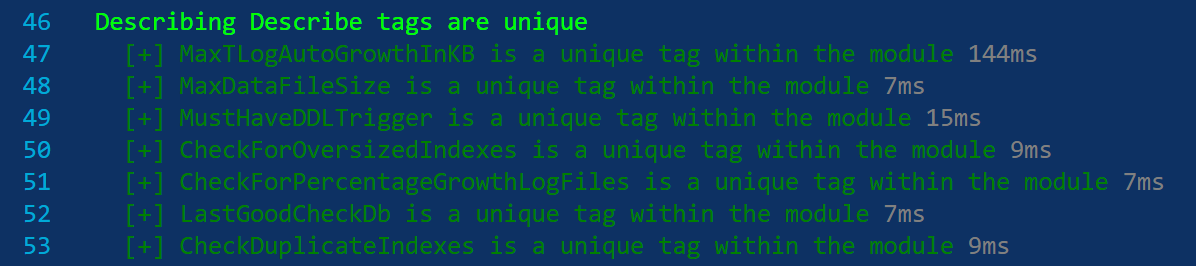 46 Describing Describe tags are unique
47 [+] MaxTLogAutoGrowthInKB is a unique tag within the module 144ms
48 [+] MaxDataFileSize is a unique tag within the module 7ms
49 [+] MustHaveDDLTrigger is a unique tag within the module 15ms
50 [+] CheckForOversizedIndexes is a unique tag within the module 9ms
51 [+] CheckForPercentageGrowthLogFiles is a unique tag within the module 7ms
52 [+] LastGoodCheckDb is a unique tag within the module 7ms
53 [+] CheckDuplicateIndexes is a unique tag within the module 9ms